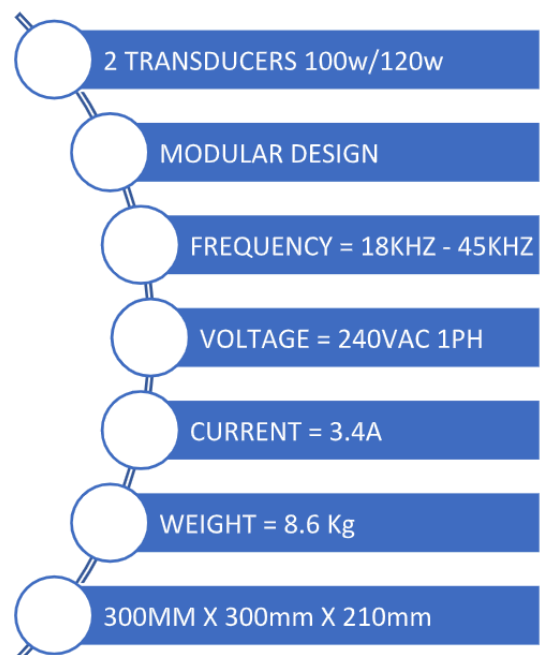 2 TRANSDUCERS 100w/120w
MODULAR DESIGN
FREQUENCY = 18KHZ - 45KHZ
VOLTAGE = 240VAC 1PH
CURRENT = 3.4A
WEIGHT = 8.6 Kg
300MM X 300mm X 210mm